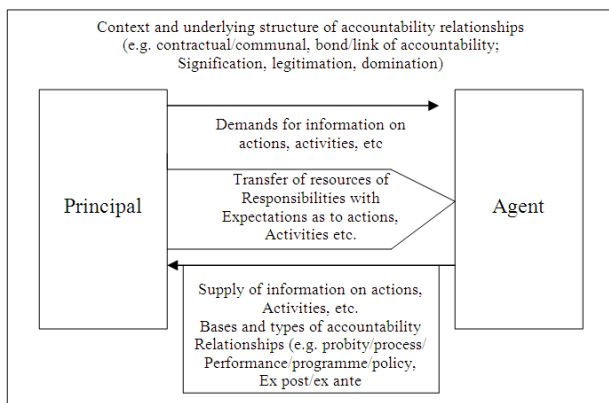 Context and underlying structure of accountability relationships
(e.g. contractual/communal, bond/link of accountability;
Signification, legitimation, domination)
Principal
Demands for information on
actions, activities, etc
Transfer of resources of
Responsibilities with
Expectations as to actions,
Activities etc.
Agent
Supply of information on actions,
Activities, etc.
Bases and types of accountability
Relationships (e.g. probity/process/
Performance/programme/policy,
Ex post/ex ante